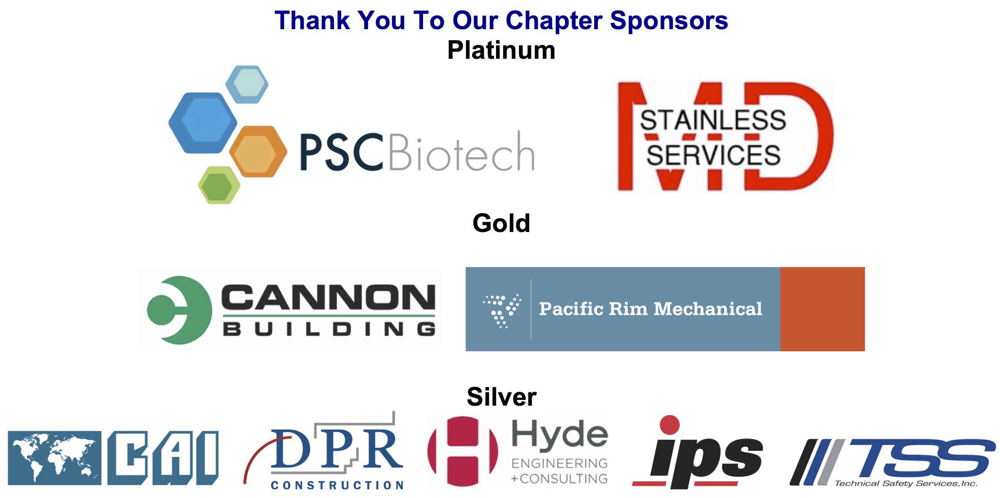 Thank You To Our Chapter Sponsors
Platinum
PSCBiotech
MD
STAINLESS
SERVICES
Gold
CANNON
BUILDING
Pacific Rim Mechanical
Silver
CAI
DPR
CONSTRUCTION
Hyde
ENGINEERING
+CONSULTING
ips
TSS
Technical Safety Services, Inc.